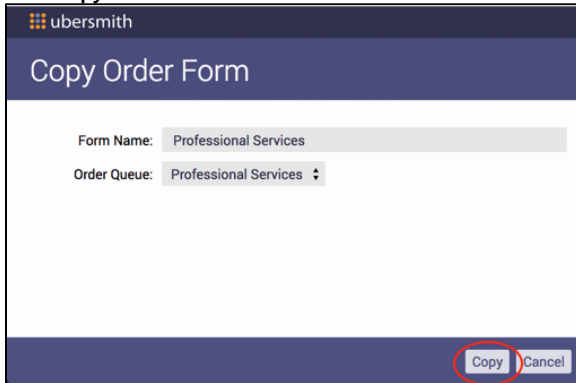 ubersmith
Copy Order Form
Form Name: Professional Services
Order Queue: Professional Services
Copy Cancel